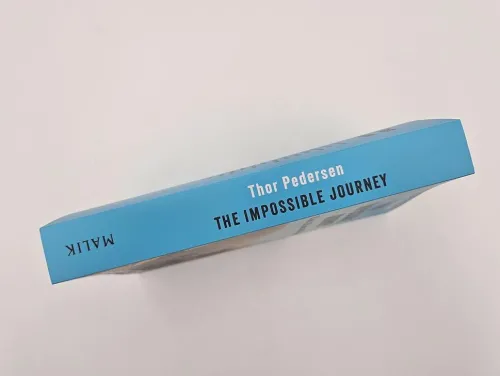 Thor Pedersen
THE IMPOSSIBLE JOURNEY
MALIK